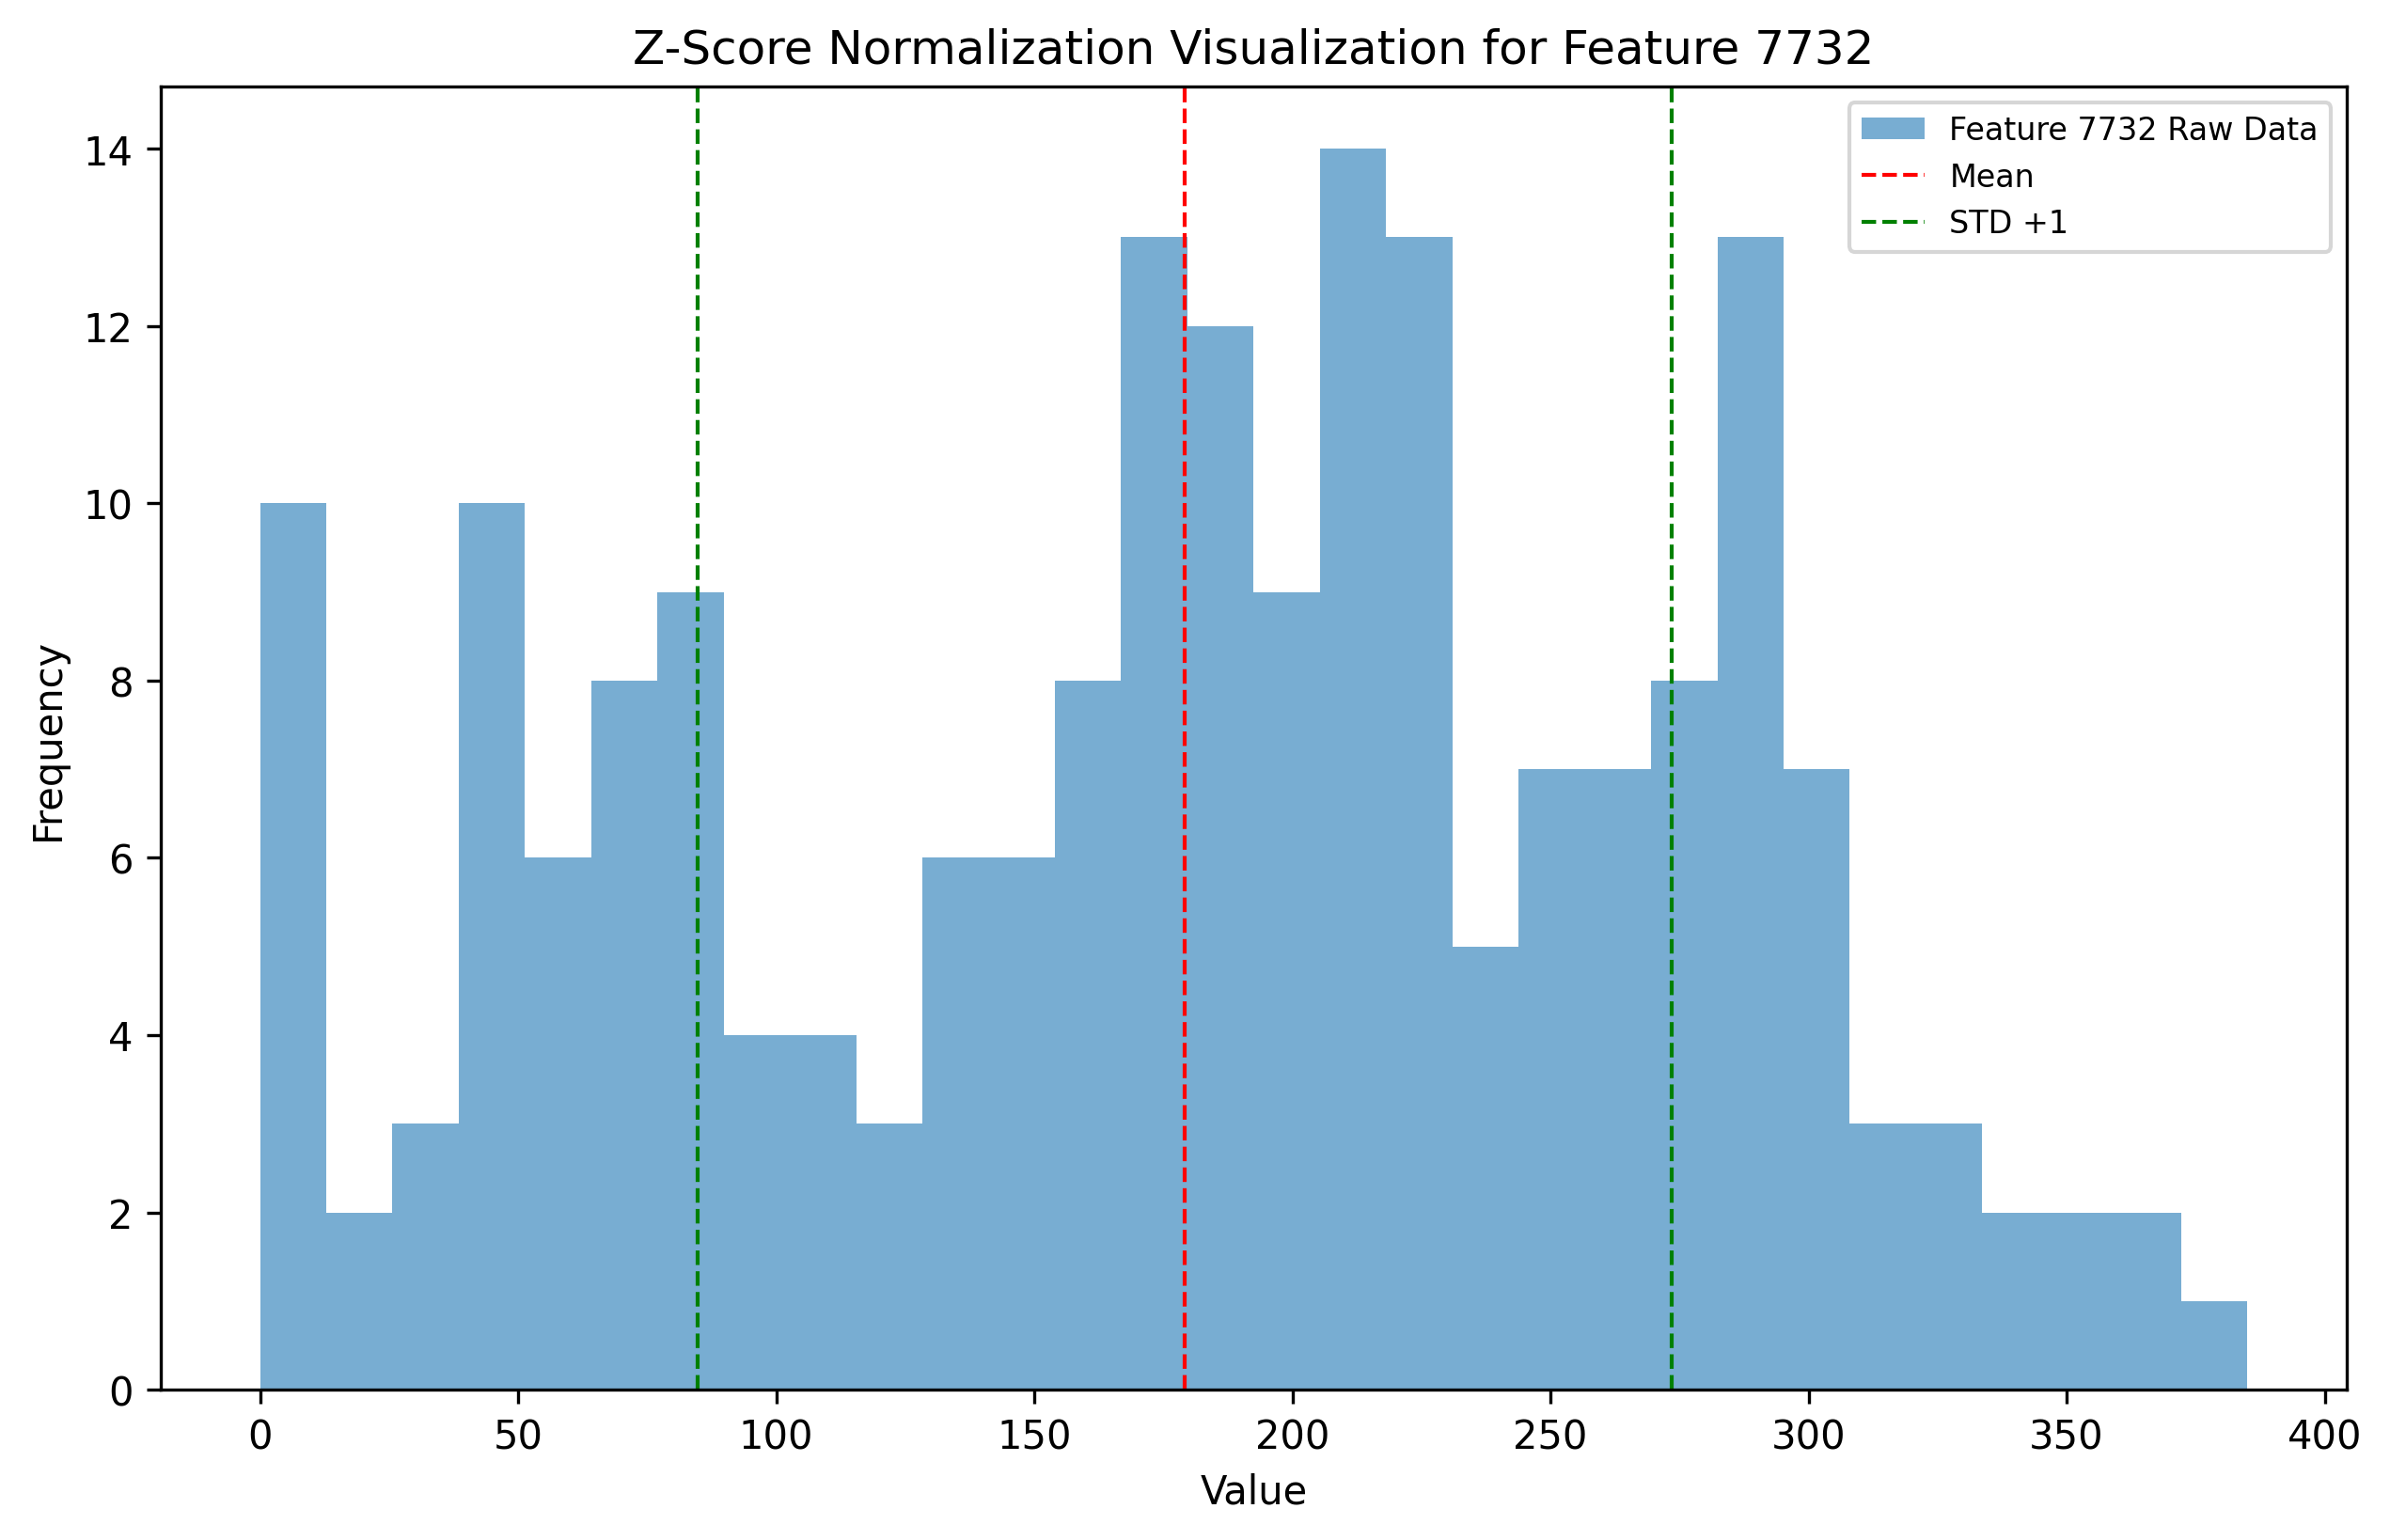 Z-Score Normalization Visualization for Feature 7732
Feature 7732 Raw Data
Mean
STD +1
14
12
10
8
6
4
2
0
Frequency
0 50 100 150 200 250 300 350 400
Value